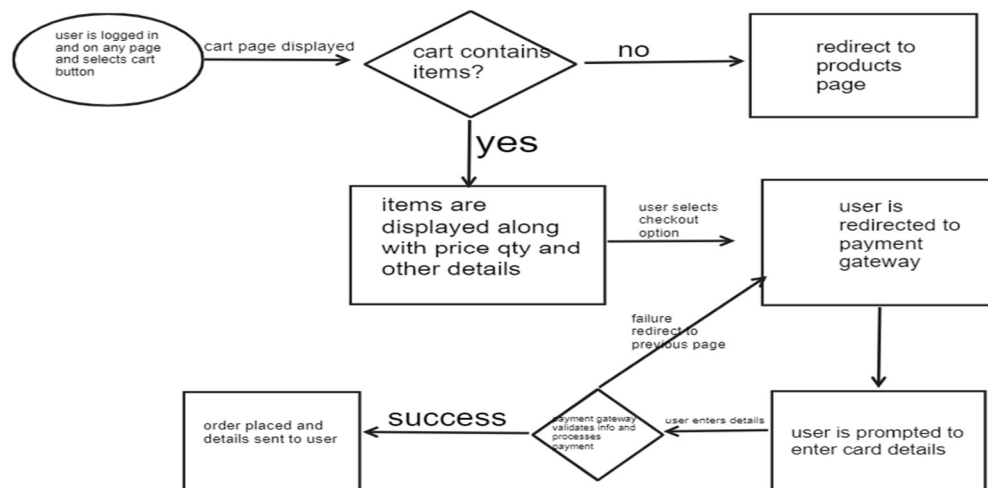 user is logged in
and on any page
and selects cart
button
cart page displayed
cart contains
items?
no
redirect to
products
page
yes
items are
displayed along
with price qty and
other details
user selects
checkout
option
user is
redirected to
payment
gateway
failure
redirect to
previous page
order placed and
details sent to user
success
payment gateway
validates info and
processes
payment
user enters details
user is prompted to
enter card details